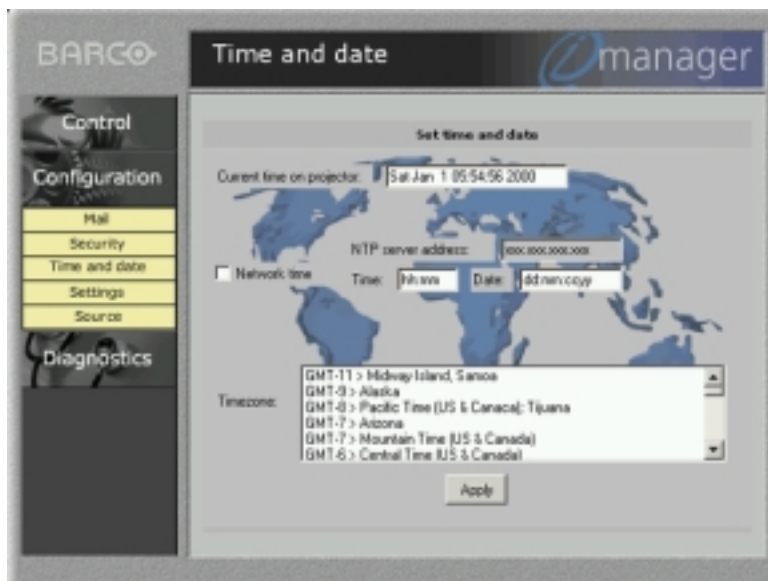 BARCO
Time and date
i manager
Control
Configuration
Mail
Security
Time and date
Settings
Source
Diagnostics
Set time and date
Current time on projector: Sat Jan 1 05:54:56 2000
NTP server address: xxx.xxx.xxx.xxx
Network time Time: hh:mm Date: dd:mm:ccyy
Timezone:
GMT-11 > Midway Island, Samoa
GMT-9 > Alaska
GMT-8 > Pacific Time (US & Canada); Tijuana
GMT-7 > Arizona
GMT-7 > Mountain Time (US & Canada)
GMT-6 > Central Time (US & Canada)
Apply